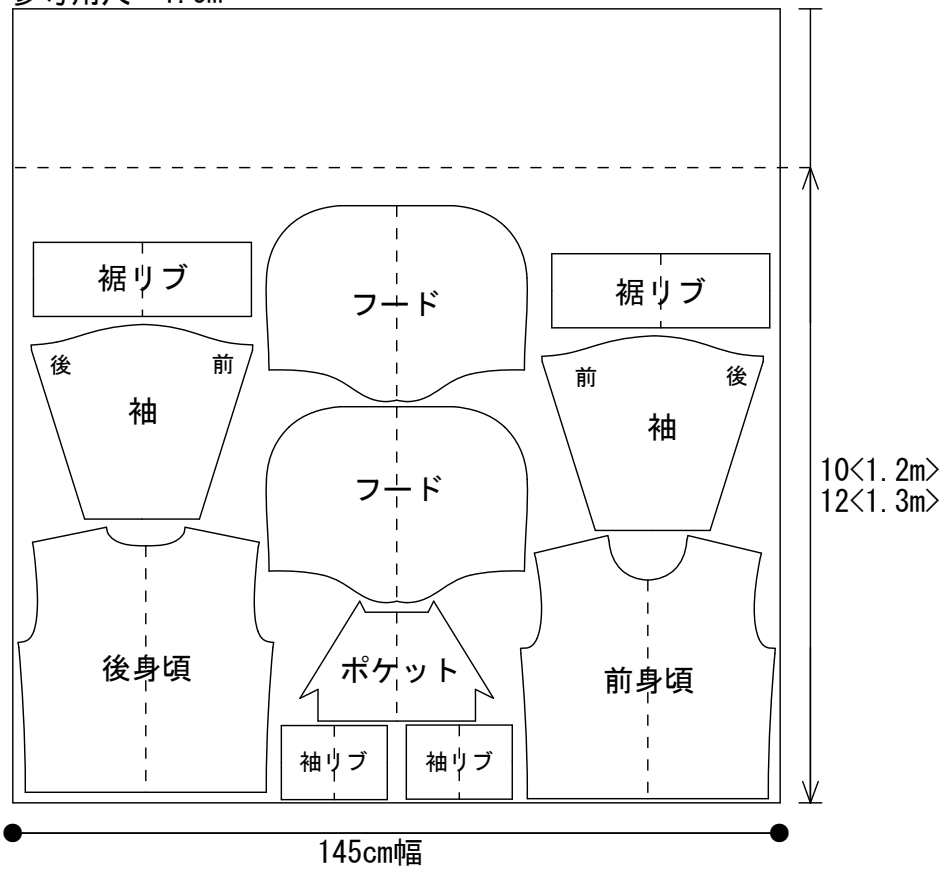 裾リブ
フード
裾リブ
後
前
袖
前
後
袖
フード
10<1.2m>
12<1.3m>
後身頃
ポケット
前身頃
袖リブ
袖リブ
145cm幅